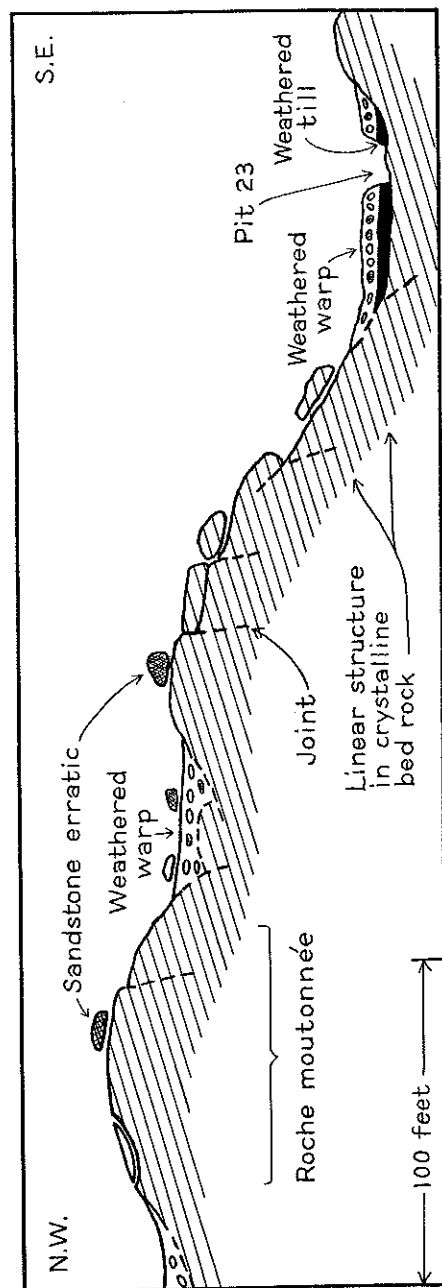 N.W.
S.E.
Sandstone erratic
Weathered
warp
Pit 23
Weathered
warp
Weathered
till
Joint
Linear structure
in crystalline
bed rock
Roche moutonnée
100 feet